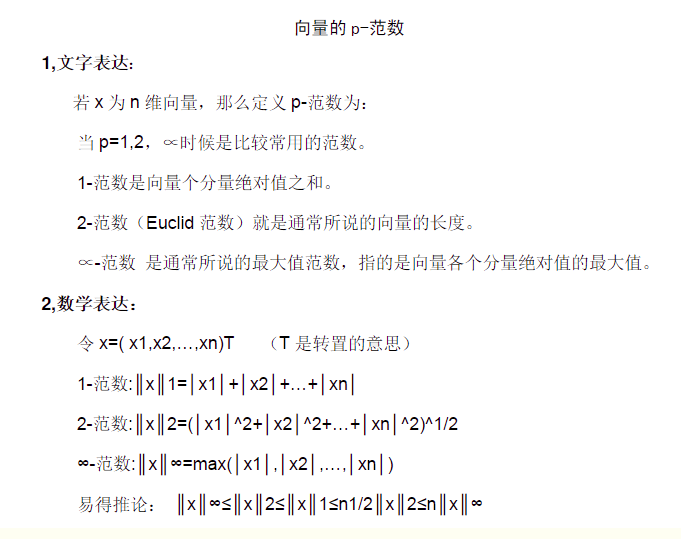 向量的 p-范数
1,文字表达：
若 x 为 n 维向量，那么定义 p-范数为：
当 p=1,2，∝时候是比较常用的范数。
1-范数是向量个分量绝对值之和。
2-范数（Euclid 范数）就是通常所说的向量的长度。
∝-范数 是通常所说的最大值范数，指的是向量各个分量绝对值的最大值。
2,数学表达：
令 x=( x1,x2,…,xn)T （T 是转置的意思）
1-范数:║x║1=│x1│+│x2│+…+│xn│
2-范数:║x║2=(│x1│^2+│x2│^2+…+│xn│^2)^1/2
∞-范数:║x║∞=max(│x1│,│x2│,…,│xn│)
易得推论： ║x║∞≤║x║2≤║x║1≤n1/2║x║2≤n║x║∞